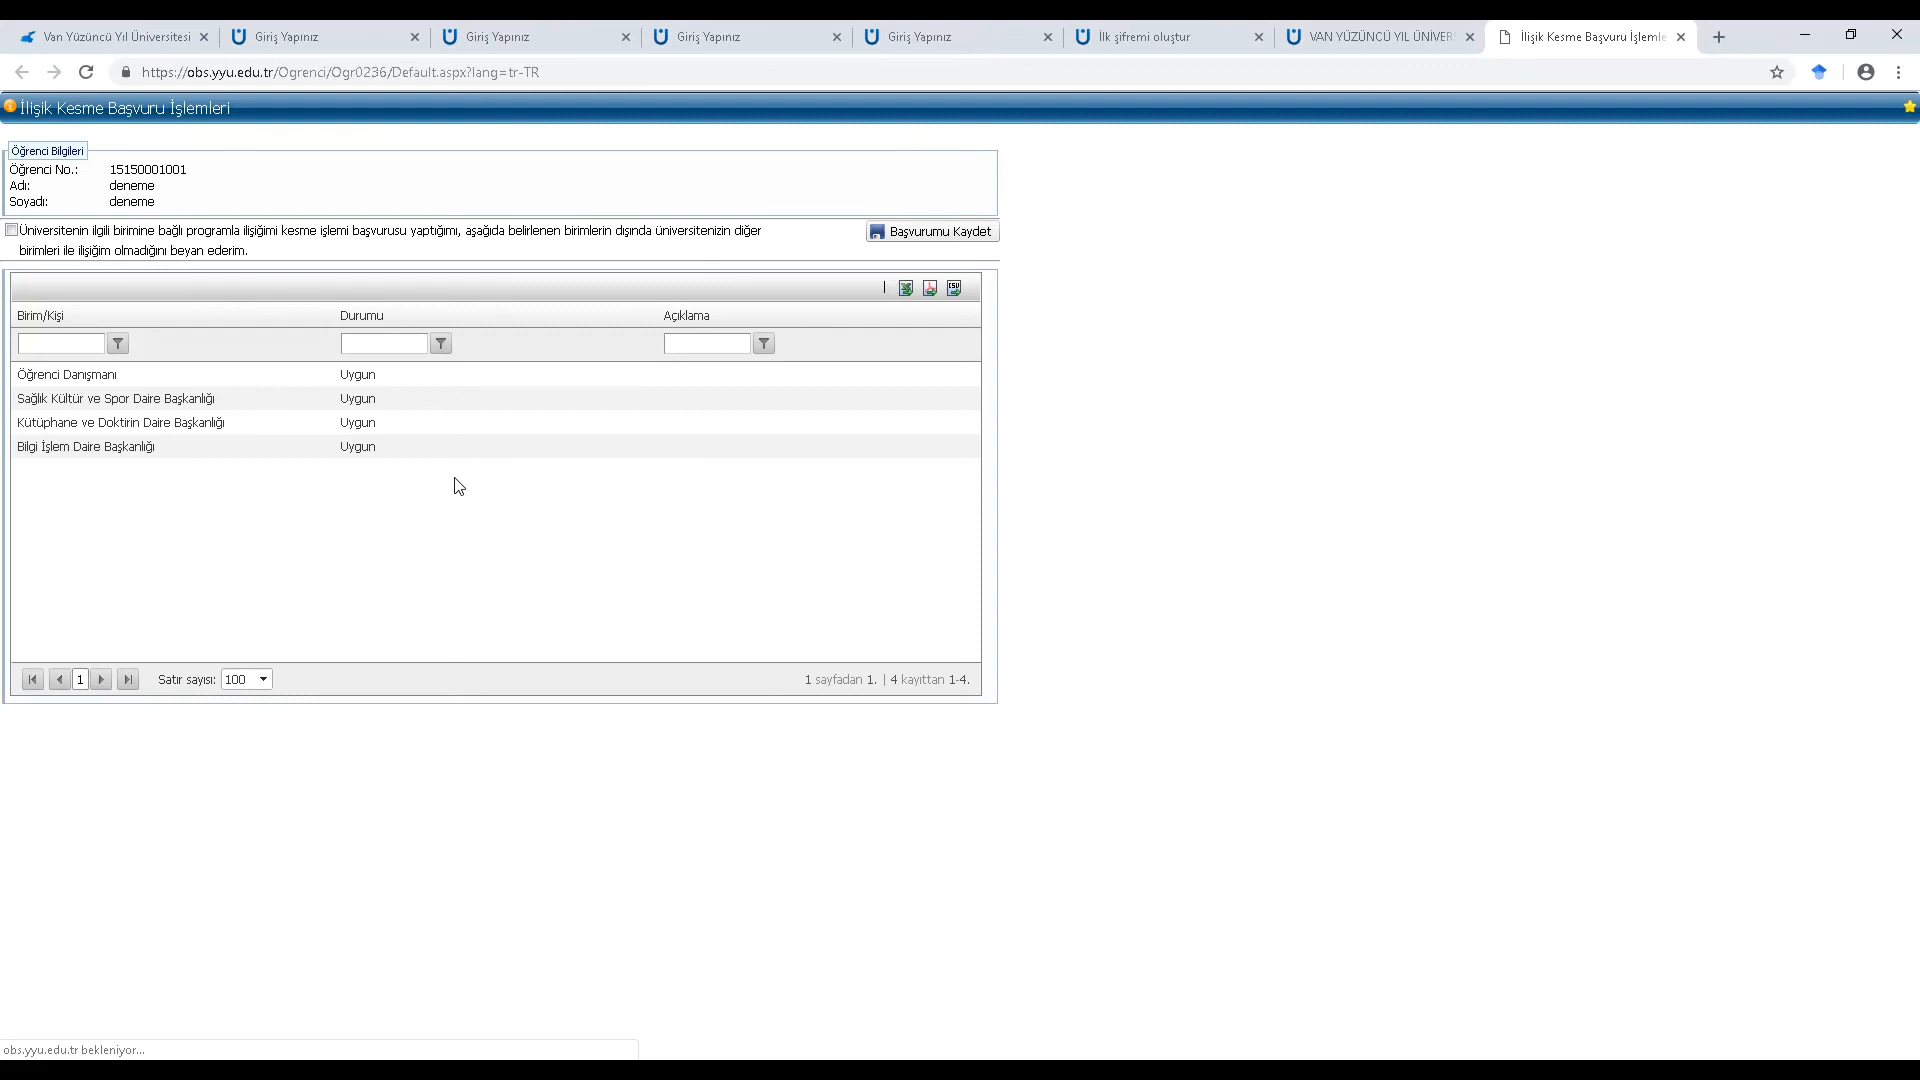 Van Yüzüncü Yıl Üniversitesi
Giriş Yapınız
Giriş Yapınız
Giriş Yapınız
Giriş Yapınız
İlk şifremi oluştur
VAN YÜZÜNCÜ YIL ÜNİVER
İlişik Kesme Başvuru İşlemle
https://obs.yyu.edu.tr/Ogrenci/Ogr0236/Default.aspx?lang=tr-TR
İlişik Kesme Başvuru İşlemleri
Öğrenci Bilgileri
Öğrenci No.: 15150001001
Adı: deneme
Soyadı: deneme
Üniversitenin ilgili birimine bağlı programla ilişiğimi kesme işlemi başvurusu yaptığımı, aşağıda belirlenen birimlerin dışında üniversitenizin diğer
birimleri ile ilişiğim olmadığını beyan ederim.
Başvurumu Kaydet
CSV
Birim/Kişi Durumu Açıklama
Öğrenci Danışmanı Uygun
Sağlık Kültür ve Spor Daire Başkanlığı Uygun
Kütüphane ve Doktirin Daire Başkanlığı Uygun
Bilgi İşlem Daire Başkanlığı Uygun
1 Satır sayısı: 100 1 sayfadan 1. | 4 kayıttan 1-4.
obs.yyu.edu.tr bekleniyor...